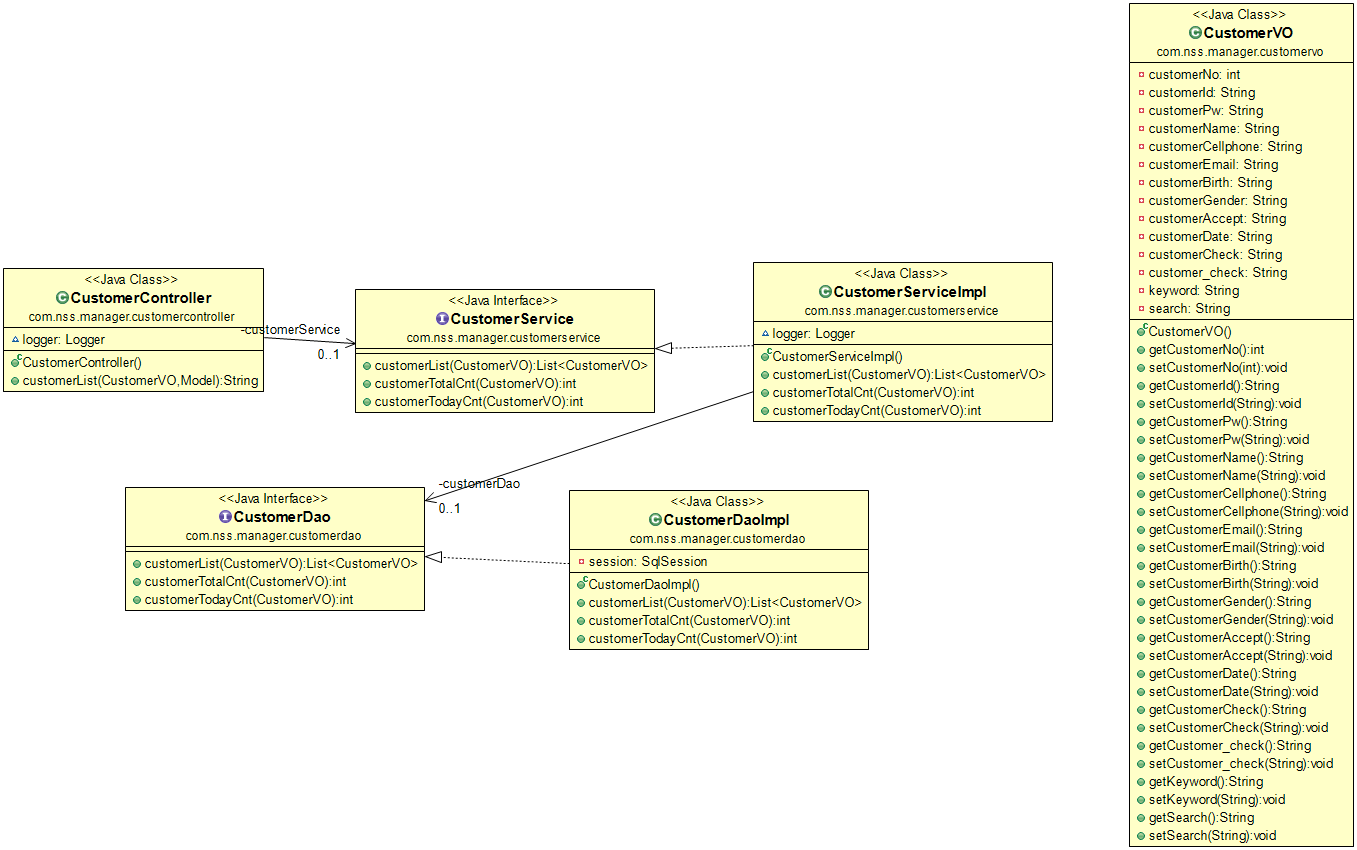 <<Java Class>>
CustomerController
com.nss.manager.customercontroller
logger: Logger
CustomerController()
customerList(CustomerVO,Model):String
-customerService
0..1
<<Java Interface>>
CustomerService
com.nss.manager.customerservice
customerList(CustomerVO):List<CustomerVO>
customerTotalCnt(CustomerVO):int
customerTodayCnt(CustomerVO):int
<<Java Class>>
CustomerServiceImpl
com.nss.manager.customerservice
logger: Logger
CustomerServiceImpl()
customerList(CustomerVO):List<CustomerVO>
customerTotalCnt(CustomerVO):int
customerTodayCnt(CustomerVO):int
-customerDao
0..1
<<Java Interface>>
CustomerDao
com.nss.manager.customerdao
customerList(CustomerVO):List<CustomerVO>
customerTotalCnt(CustomerVO):int
customerTodayCnt(CustomerVO):int
<<Java Class>>
CustomerDaoImpl
com.nss.manager.customerdao
session: SqlSession
CustomerDaoImpl()
customerList(CustomerVO):List<CustomerVO>
customerTotalCnt(CustomerVO):int
customerTodayCnt(CustomerVO):int
<<Java Class>>
CustomerVO
com.nss.manager.customervo
customerNo: int
customerId: String
customerPw: String
customerName: String
customerCellphone: String
customerEmail: String
customerBirth: String
customerGender: String
customerAccept: String
customerDate: String
customerCheck: String
customer_check: String
keyword: String
search: String
CustomerVO()
getCustomerNo():int
setCustomerNo(int):void
getCustomerId():String
setCustomerId(String):void
getCustomerPw():String
setCustomerPw(String):void
getCustomerName():String
setCustomerName(String):void
getCustomerCellphone():String
setCustomerCellphone(String):void
getCustomerEmail():String
setCustomerEmail(String):void
getCustomerBirth():String
setCustomerBirth(String):void
getCustomerGender():String
setCustomerGender(String):void
getCustomerAccept():String
setCustomerAccept(String):void
getCustomerDate():String
setCustomerDate(String):void
getCustomerCheck():String
setCustomerCheck(String):void
getCustomer_check():String
setCustomer_check(String):void
getKeyword():String
setKeyword(String):void
getSearch():String
setSearch(String):void